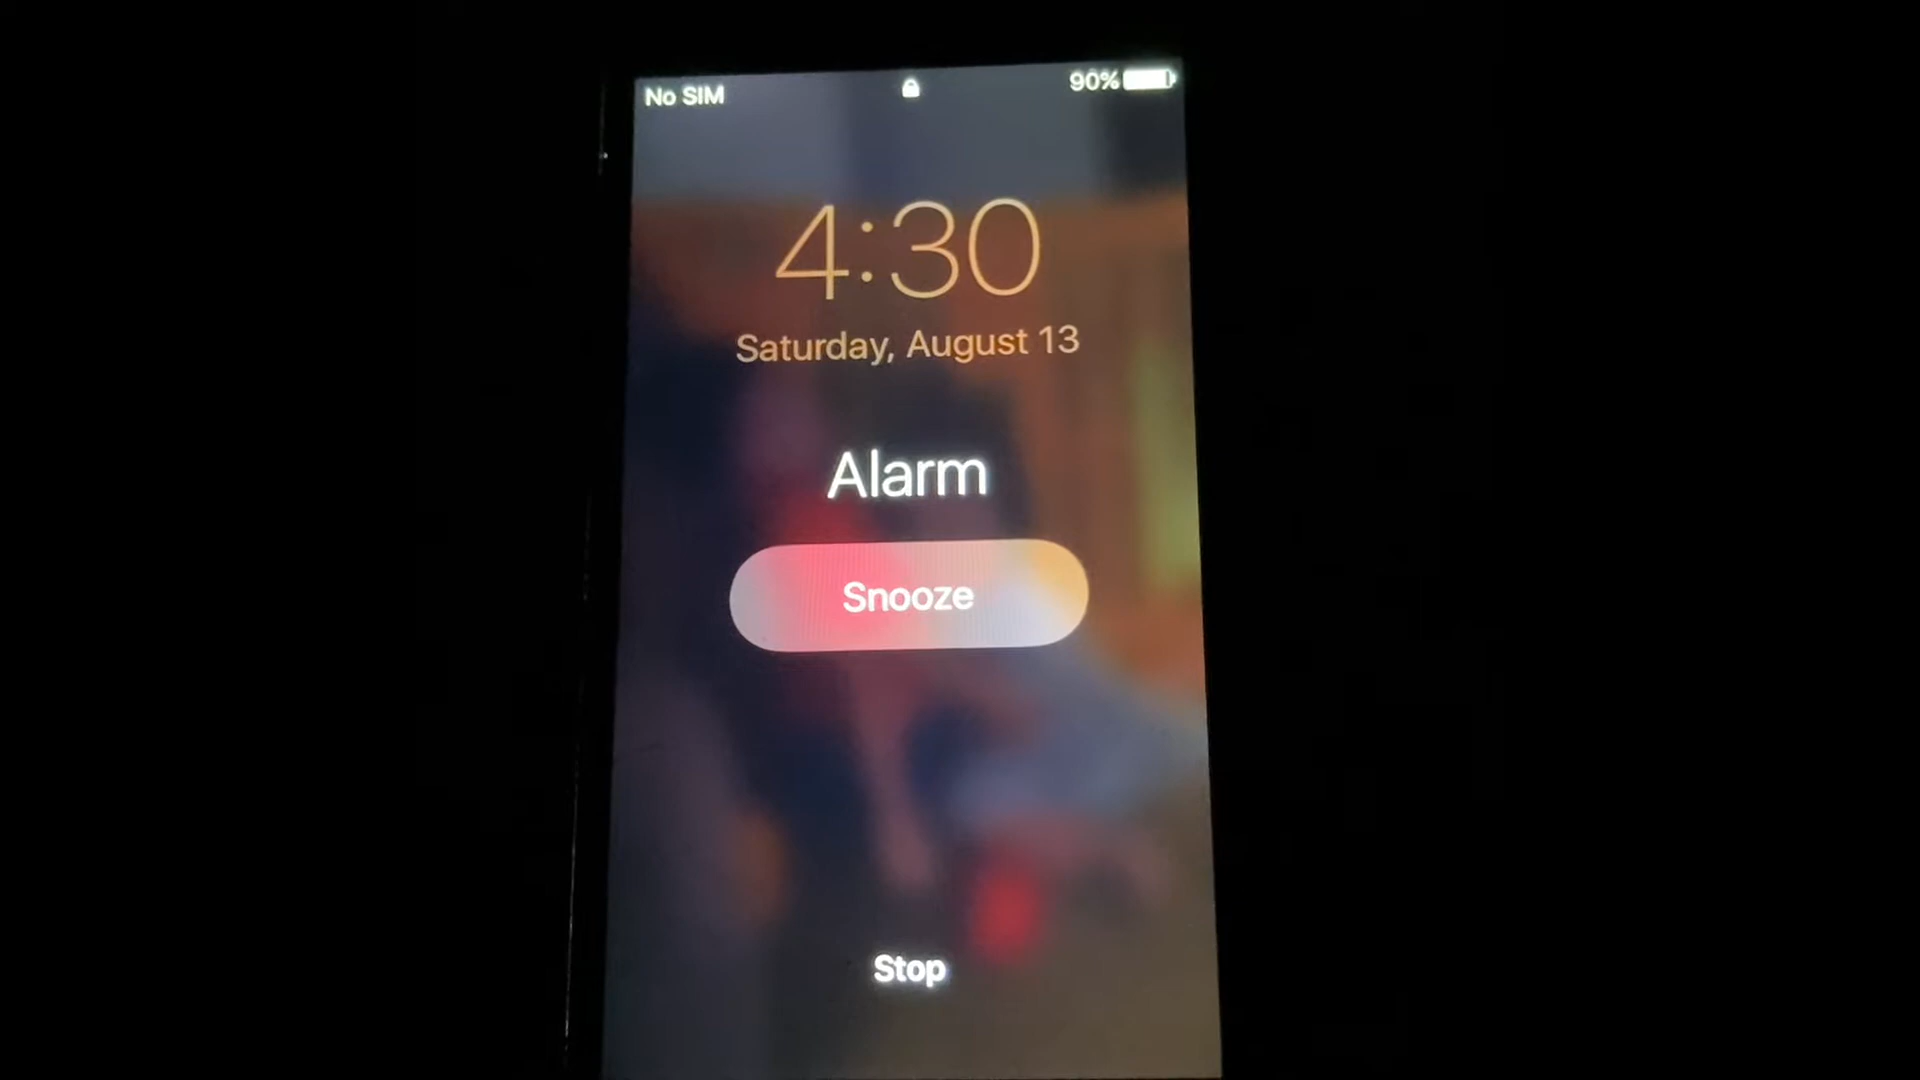 No SIM 90%
4:30
Saturday, August 13
Alarm
Snooze
Stop